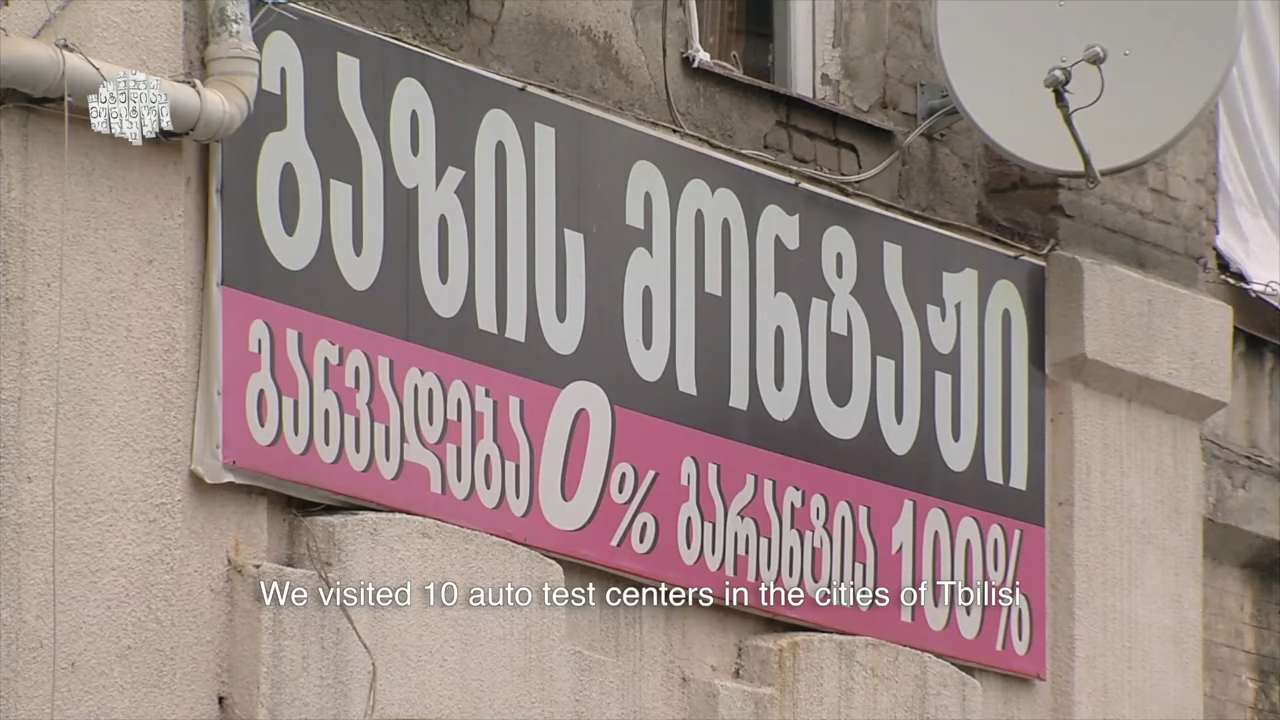 გაზის მონტაჟი
განვადება 0% გარანტია 100%
We visited 10 auto test centers in the cities of Tbilisi